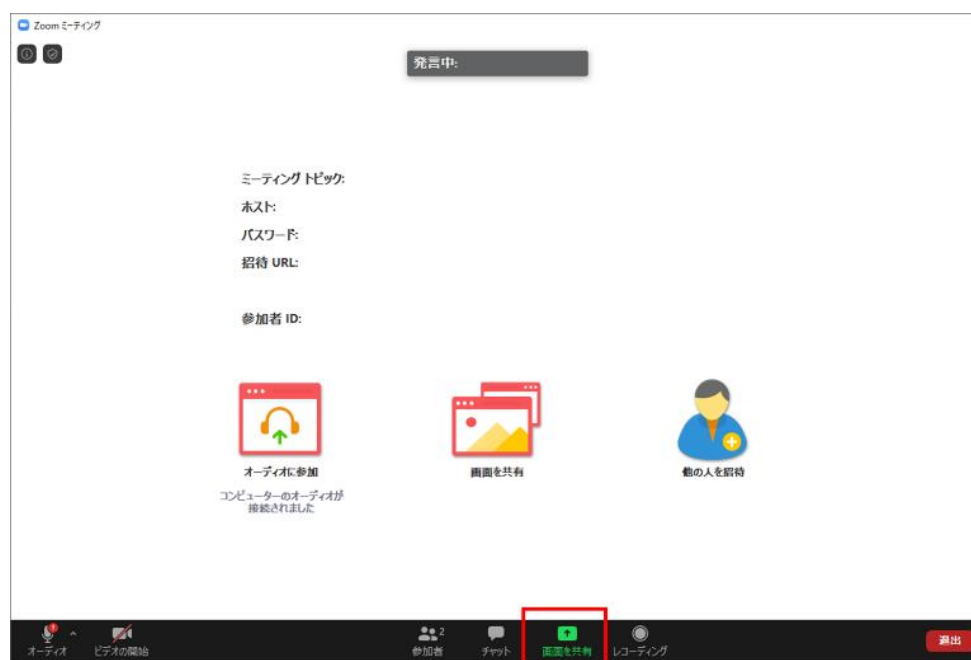 Zoom ミーティング
発言中:
ミーティング トピック:
ホスト:
パスワード:
招待 URL:
参加者 ID:
オーディオに参加
コンピューターのオーディオが
接続されました
画面を共有
他の人を招待
オーディオ
ビデオの開始
2
参加者
チャット
画面を共有
レコーディング
退出